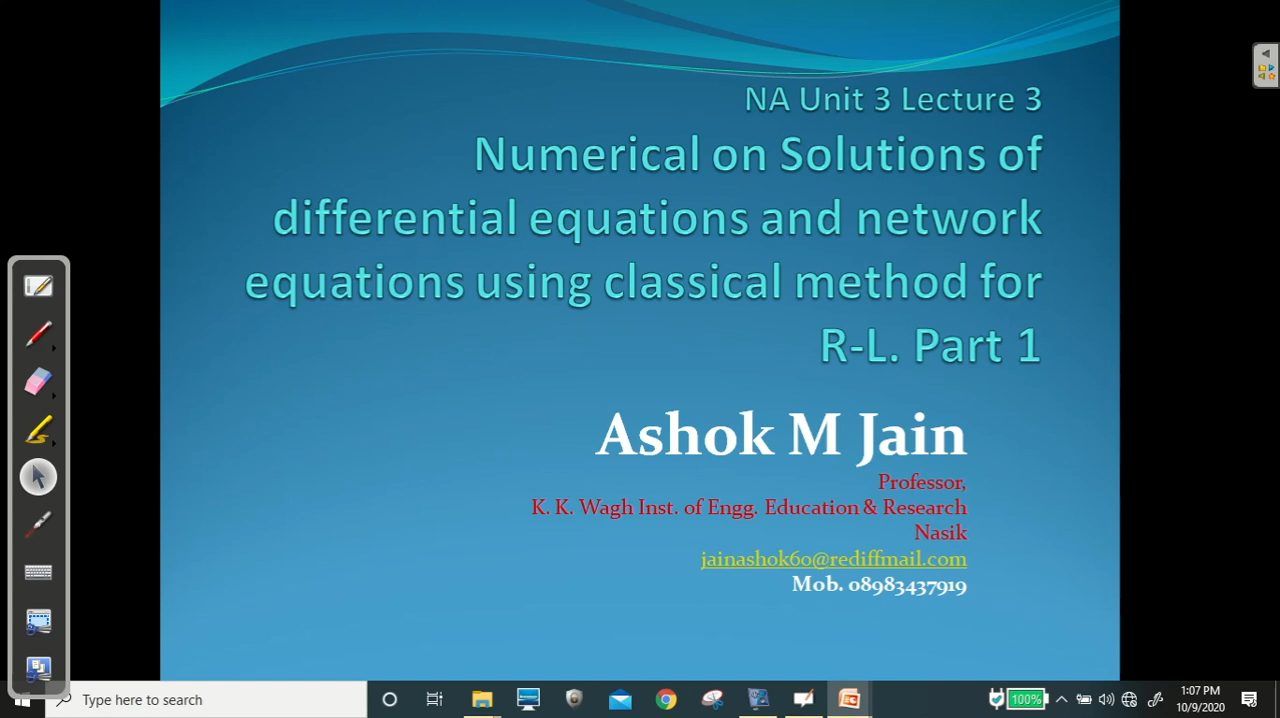 NA Unit 3 Lecture 3
Numerical on Solutions of
differential equations and network
equations using classical method for
R-L. Part 1
Ashok M Jain
Professor,
K. K. Wagh Inst. of Engg. Education & Research
Nasik
jainashok60@rediffmail.com
Mob. 08983437919
Type here to search
100%
1:07 PM
10/9/2020